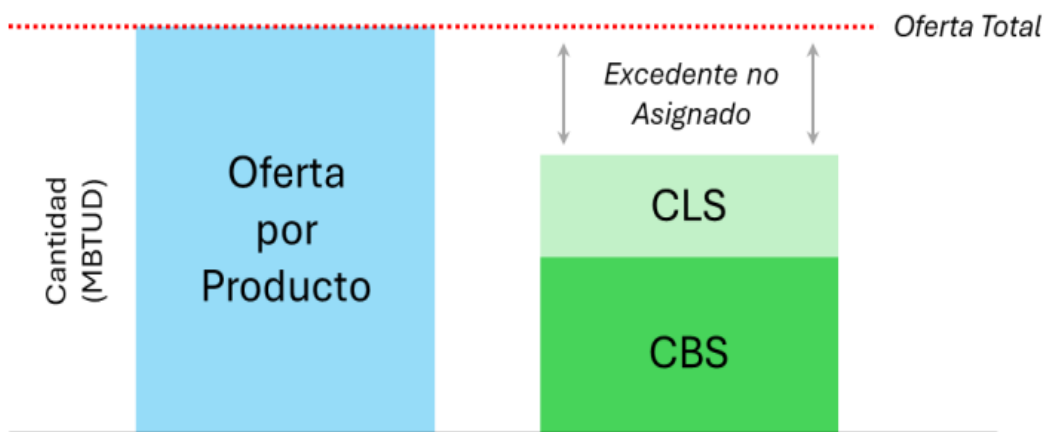 Oferta Total
Excedente no
Asignado
Oferta
por
Producto
Cantidad
(MBTUD)
CLS
CBS